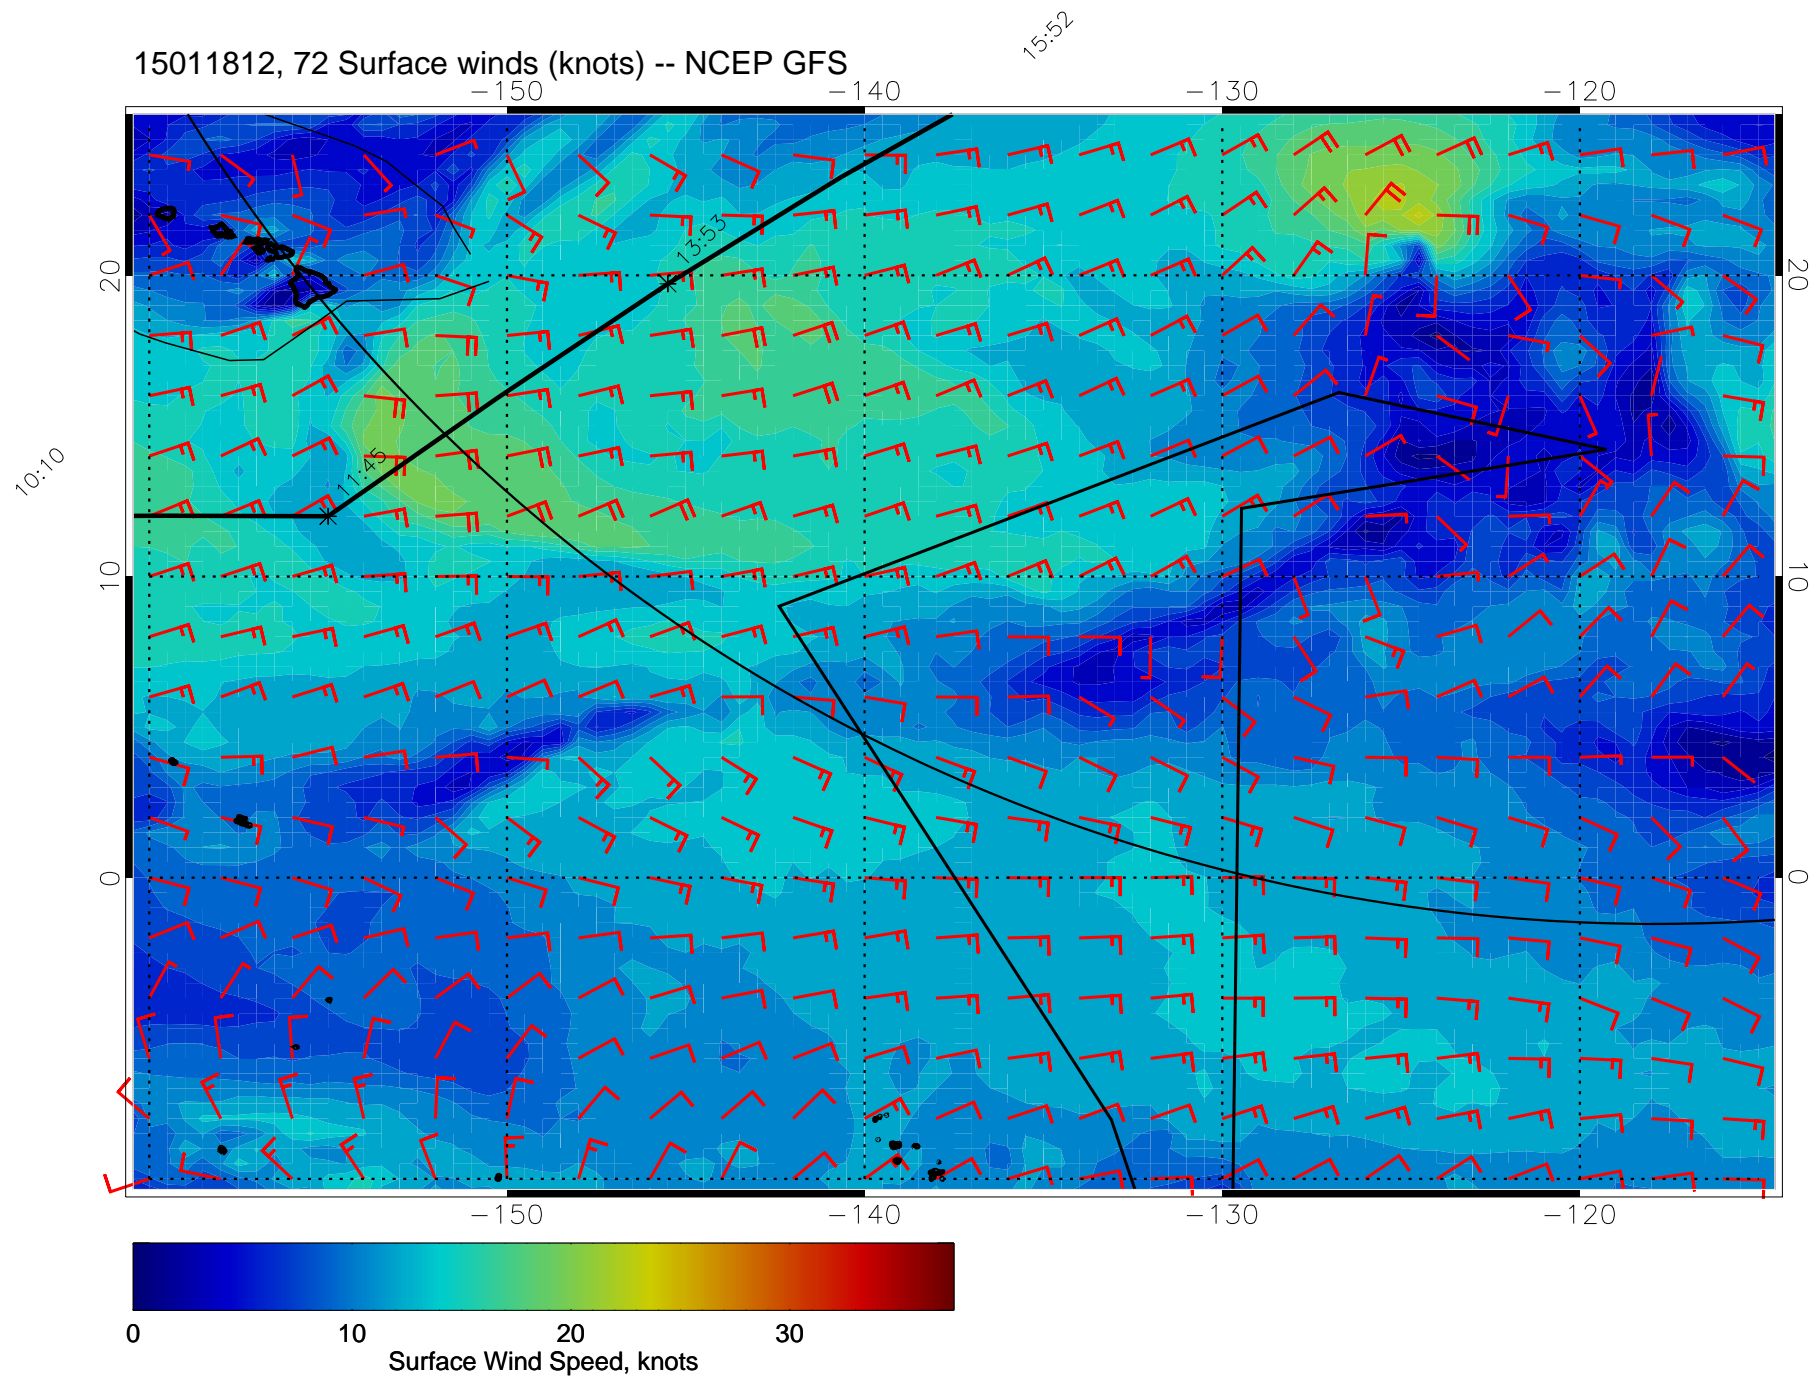 15:52
15011812, 72 Surface winds (knots) -- NCEP GFS
-150 -140 -130 -120
13:53
20 20
11:45
10:10
10 10
0 0
-150 -140 -130 -120
0 10 20 30
Surface Wind Speed, knots